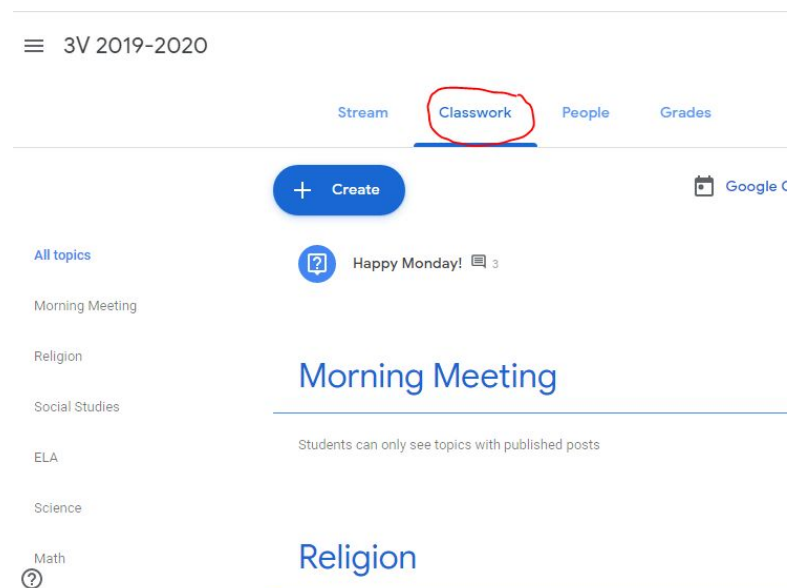 3V 2019-2020
Stream Classwork People Grades
+ Create
Google
All topics
Happy Monday! 3
Morning Meeting
Religion
Morning Meeting
Social Studies
Students can only see topics with published posts
ELA
Science
Math
Religion